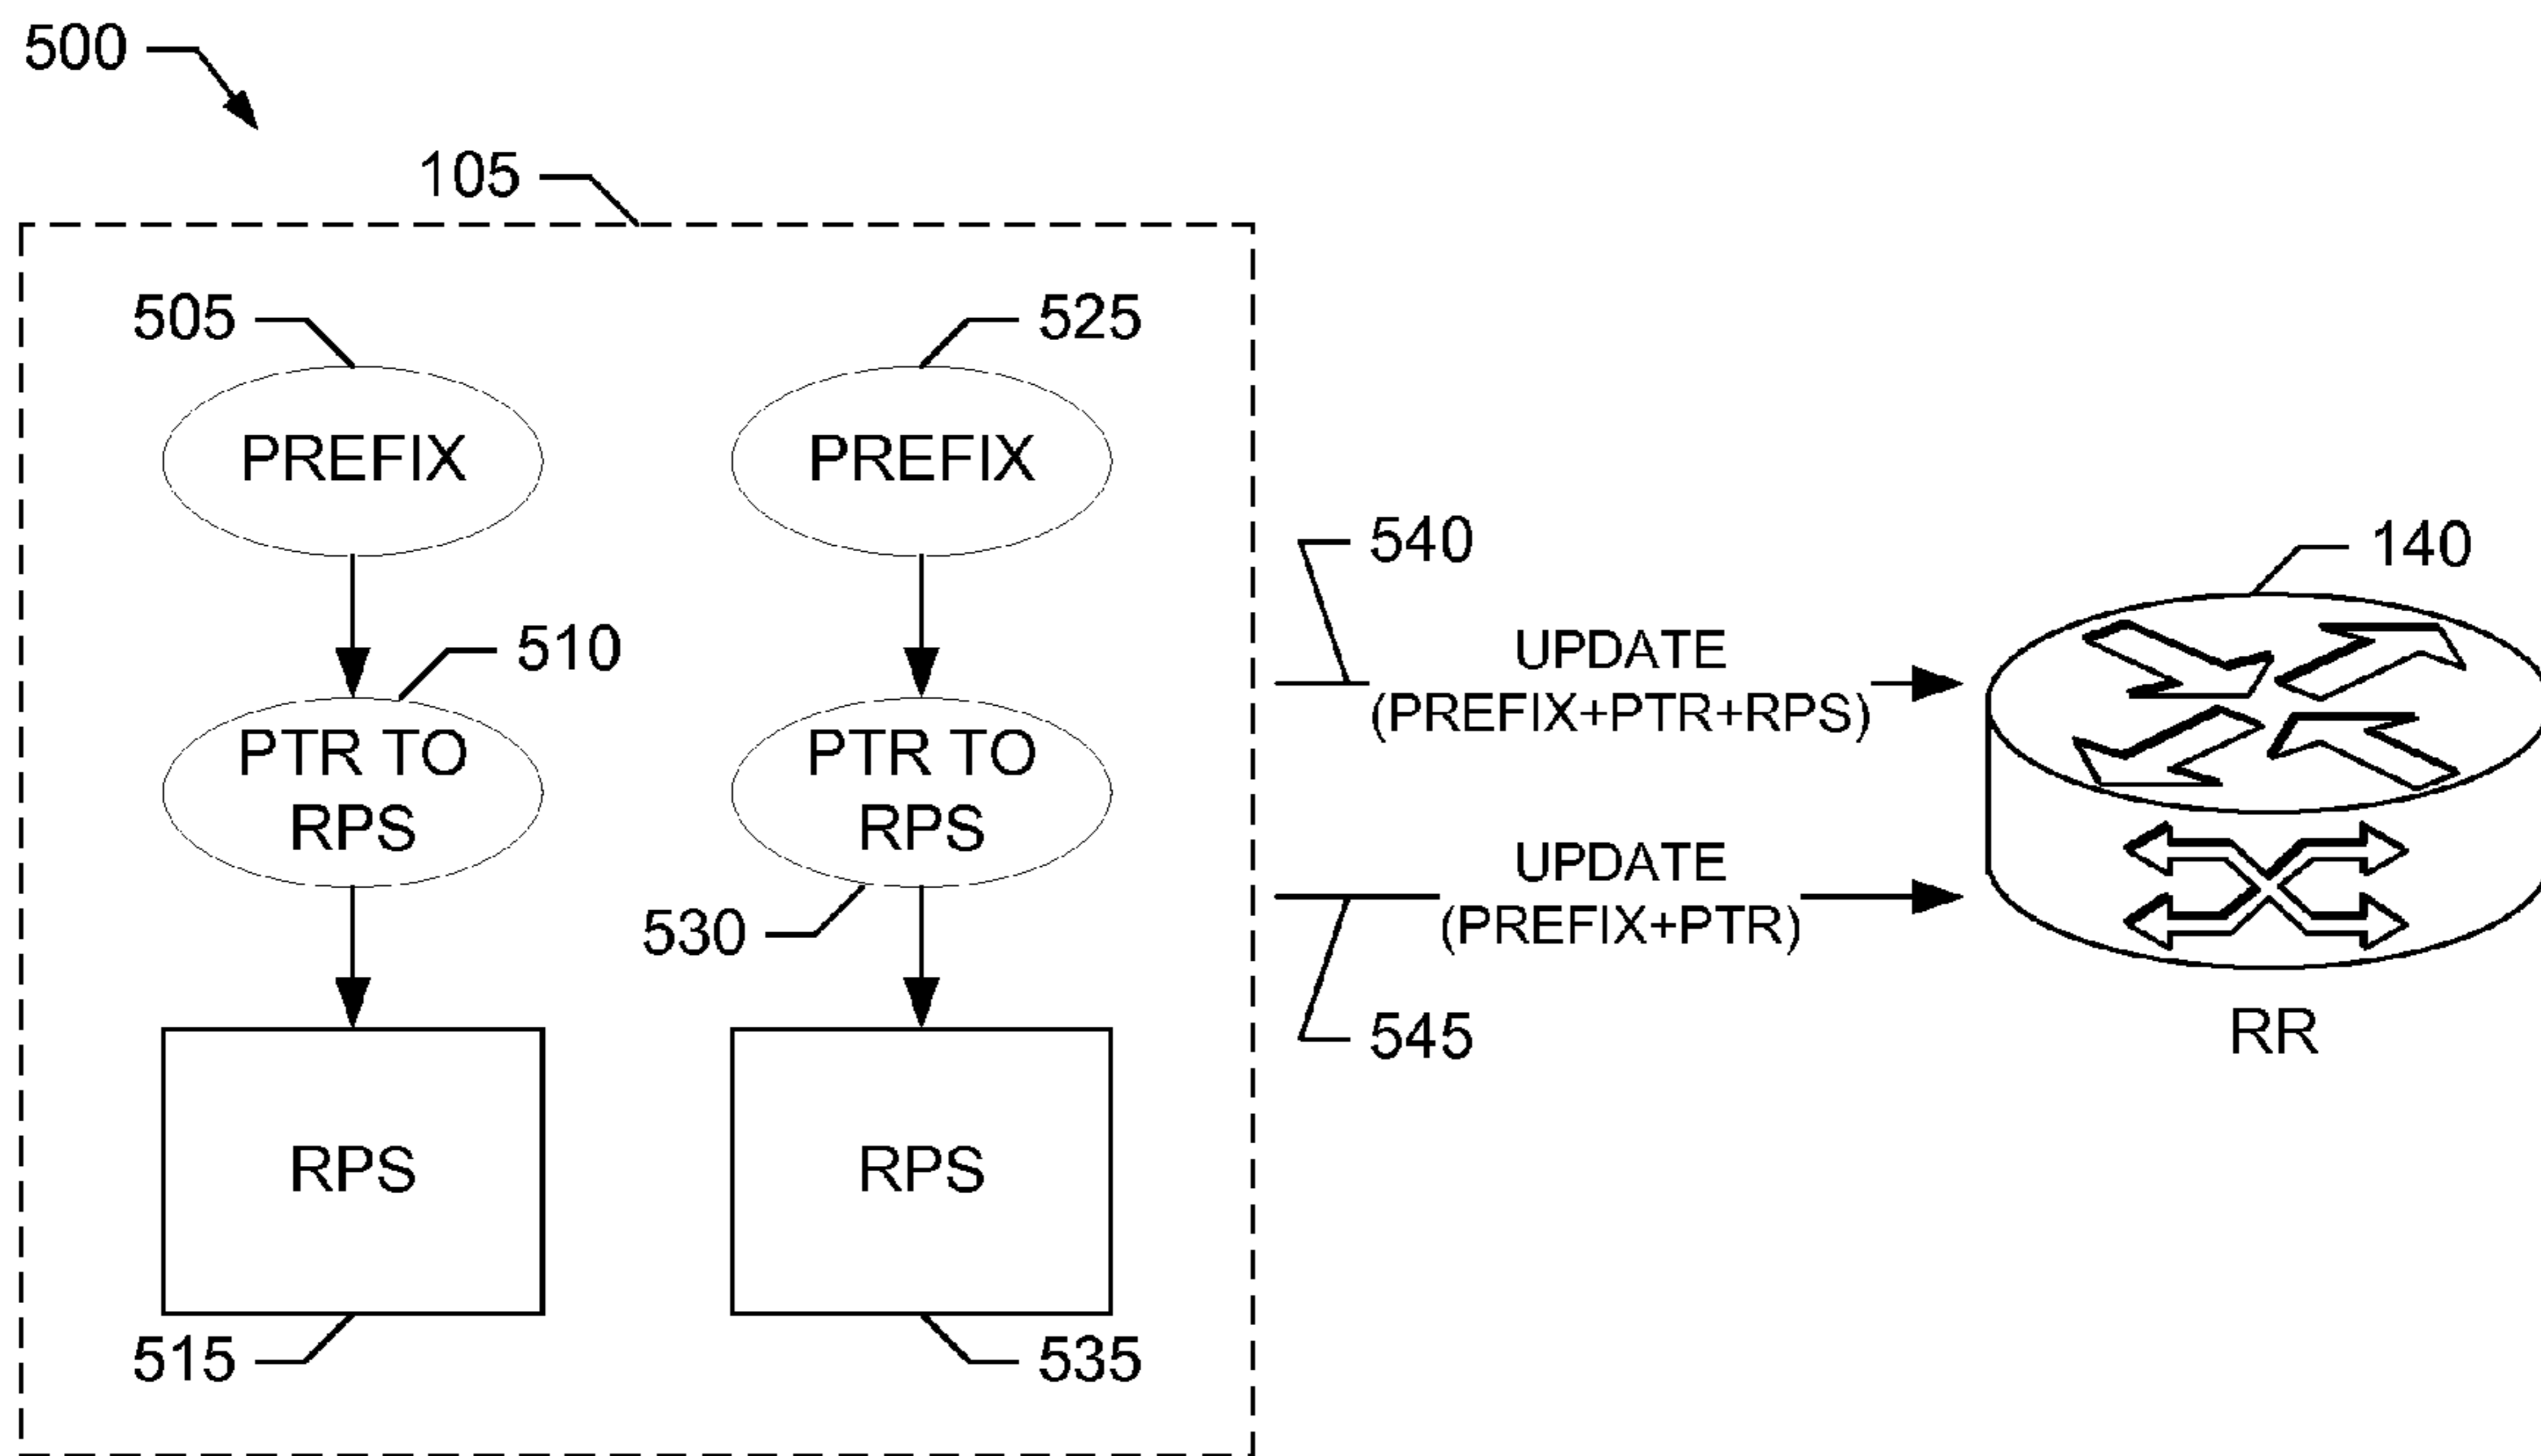 500
105
505
525
PREFIX
PREFIX
540
140
510
UPDATE
(PREFIX+PTR+RPS)
PTR TO
RPS
PTR TO
RPS
UPDATE
(PREFIX+PTR)
530
545
RR
RPS
RPS
515
535